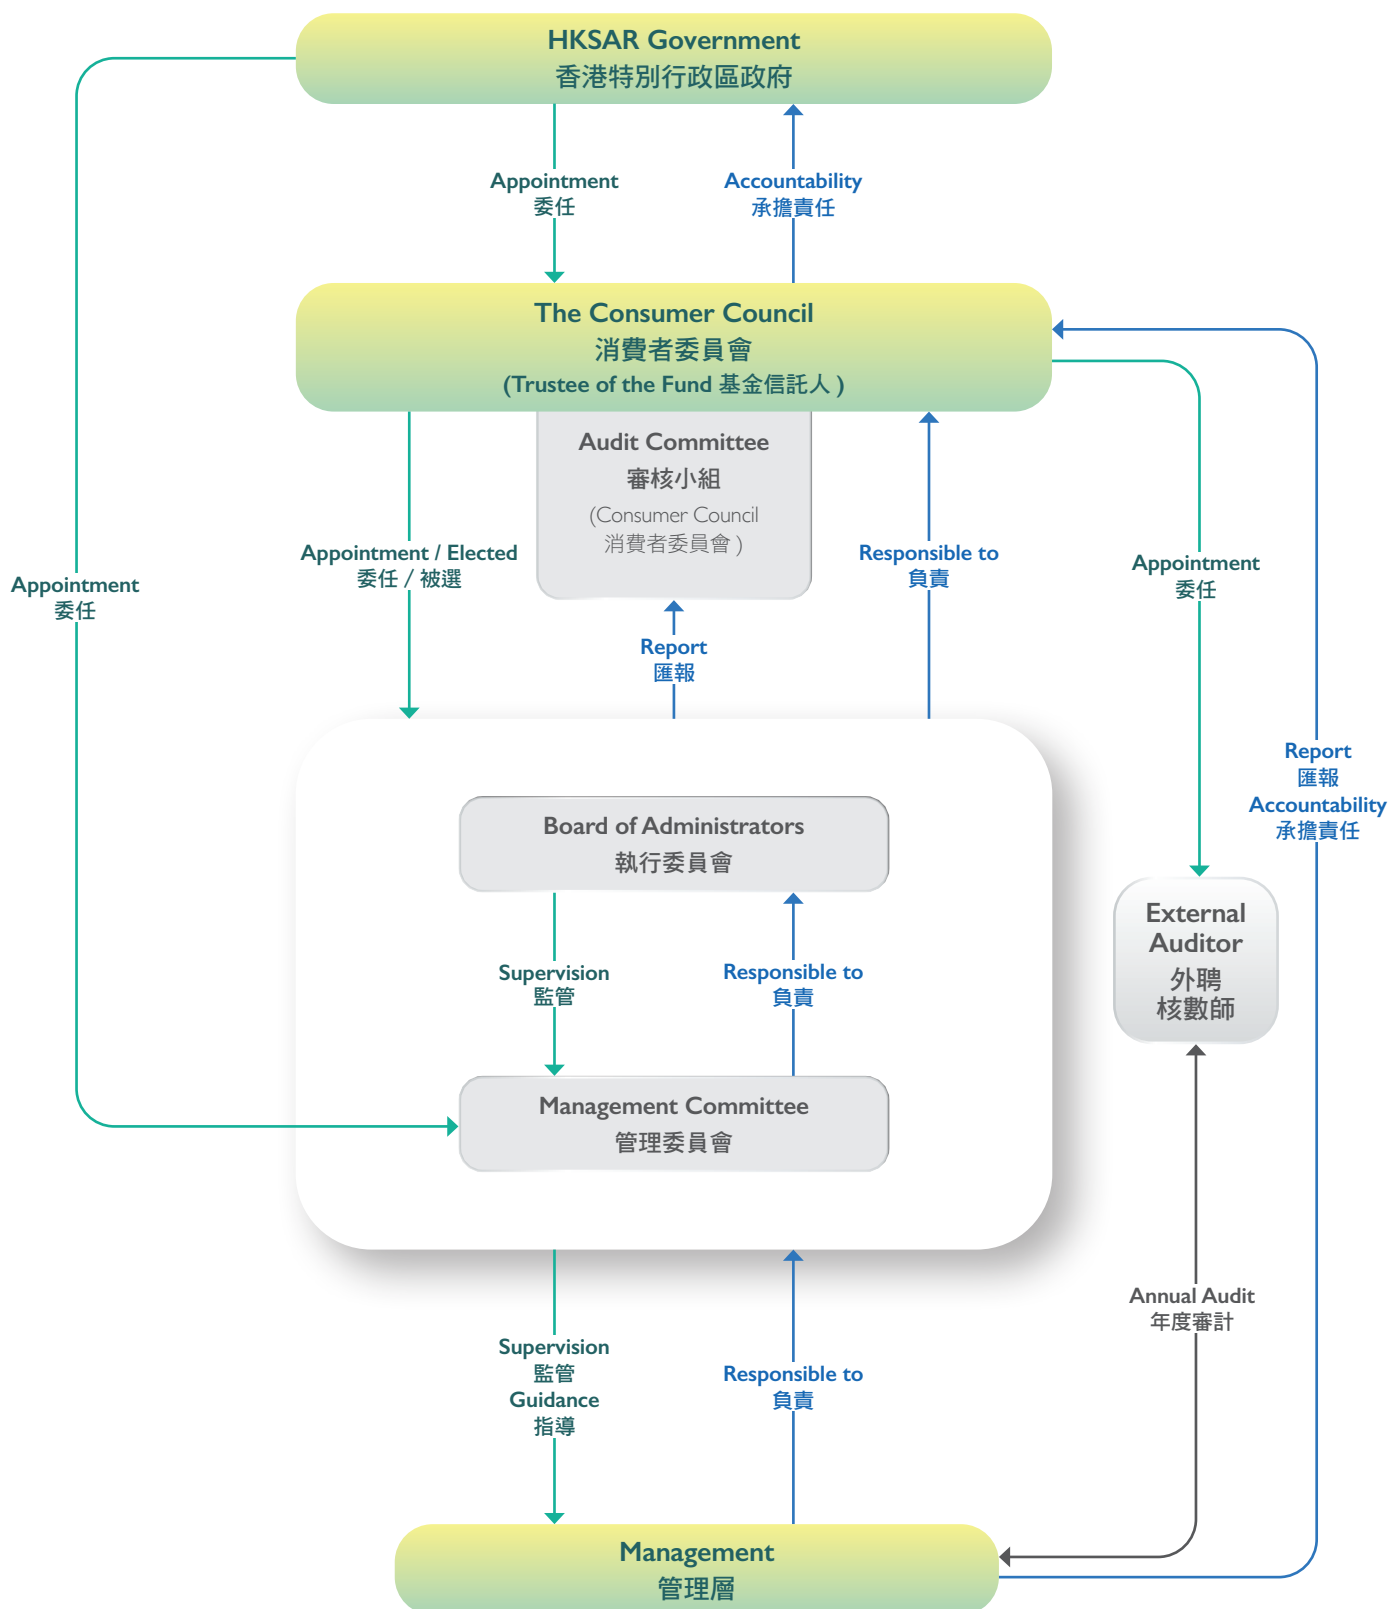 HKSAR Government
香港特別行政區政府
Appointment
委任
Accountability
承擔責任
The Consumer Council
消費者委員會
(Trustee of the Fund 基金信託人 )
Audit Committee
審核小組
(Consumer Council
消費者委員會 )
Appointment / Elected
委任 / 被選
Responsible to
負責
Appointment
委任
Appointment
委任
Report
匯報
Report
匯報
Accountability
承擔責任
Board of Administrators
執行委員會
External
Auditor
外聘
核數師
Supervision
監管
Responsible to
負責
Management Committee
管理委員會
Annual Audit
年度審計
Supervision
監管
Guidance
指導
Responsible to
負責
Management
管理層